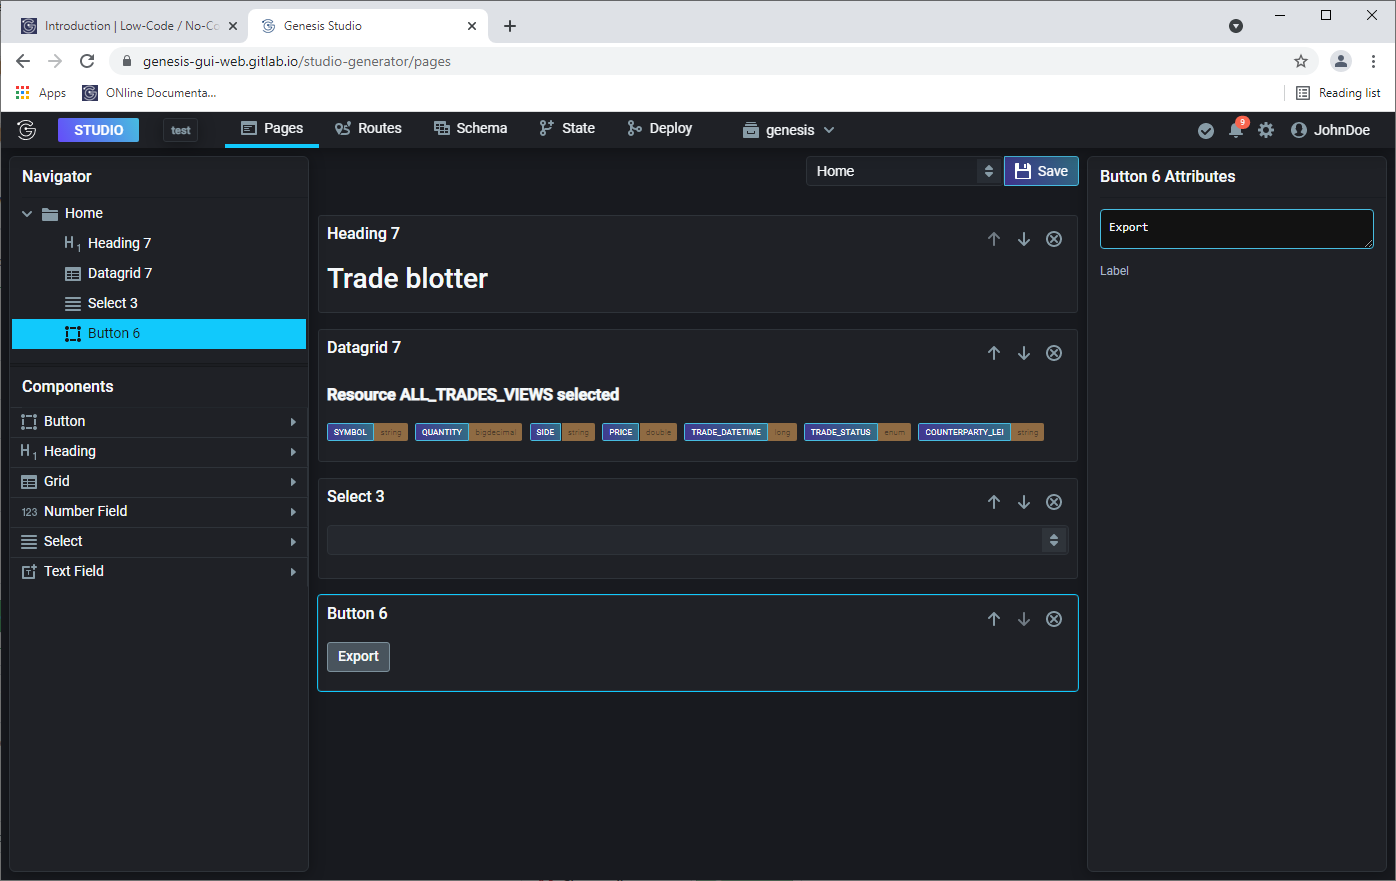 Introduction | Low-Code / No-Co
Genesis Studio
genesis-gui-web.gitlab.io/studio-generator/pages
Apps
ONline Documenta...
Reading list
STUDIO
test
Pages
Routes
Schema
State
Deploy
genesis
9
JohnDoe
Navigator
Home
H1 Heading 7
Datagrid 7
Select 3
Button 6
Components
Button
H1 Heading
Grid
123 Number Field
Select
T Text Field
Home
Save
Heading 7
Trade blotter
Datagrid 7
Resource ALL_TRADES_VIEWS selected
SYMBOL string QUANTITY bigdecimal SIDE string PRICE double TRADE_DATETIME long TRADE_STATUS enum COUNTERPARTY_LEI string
Select 3
Button 6
Export
Button 6 Attributes
Export
Label